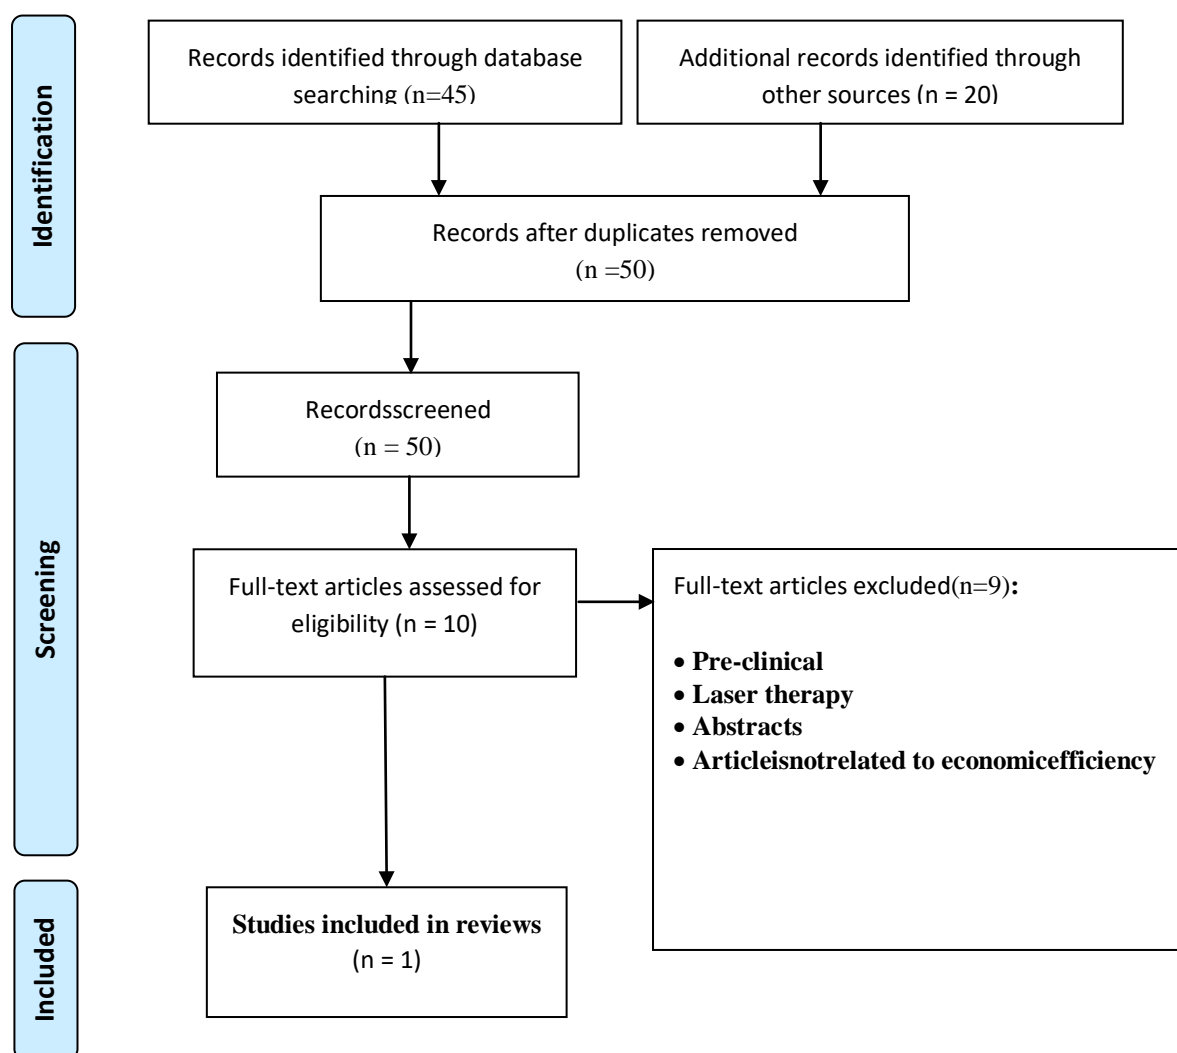 Identification
Records identified through database
searching (n=45)
Additional records identified through
other sources (n = 20)
Records after duplicates removed
(n =50)
Screening
Recordsscreened
(n = 50)
Full-text articles assessed for
eligibility (n = 10)
Full-text articles excluded(n=9):
• Pre-clinical
• Laser therapy
• Abstracts
• Articleisnotrelated to economicefficiency
Included
Studies included in reviews
(n = 1)